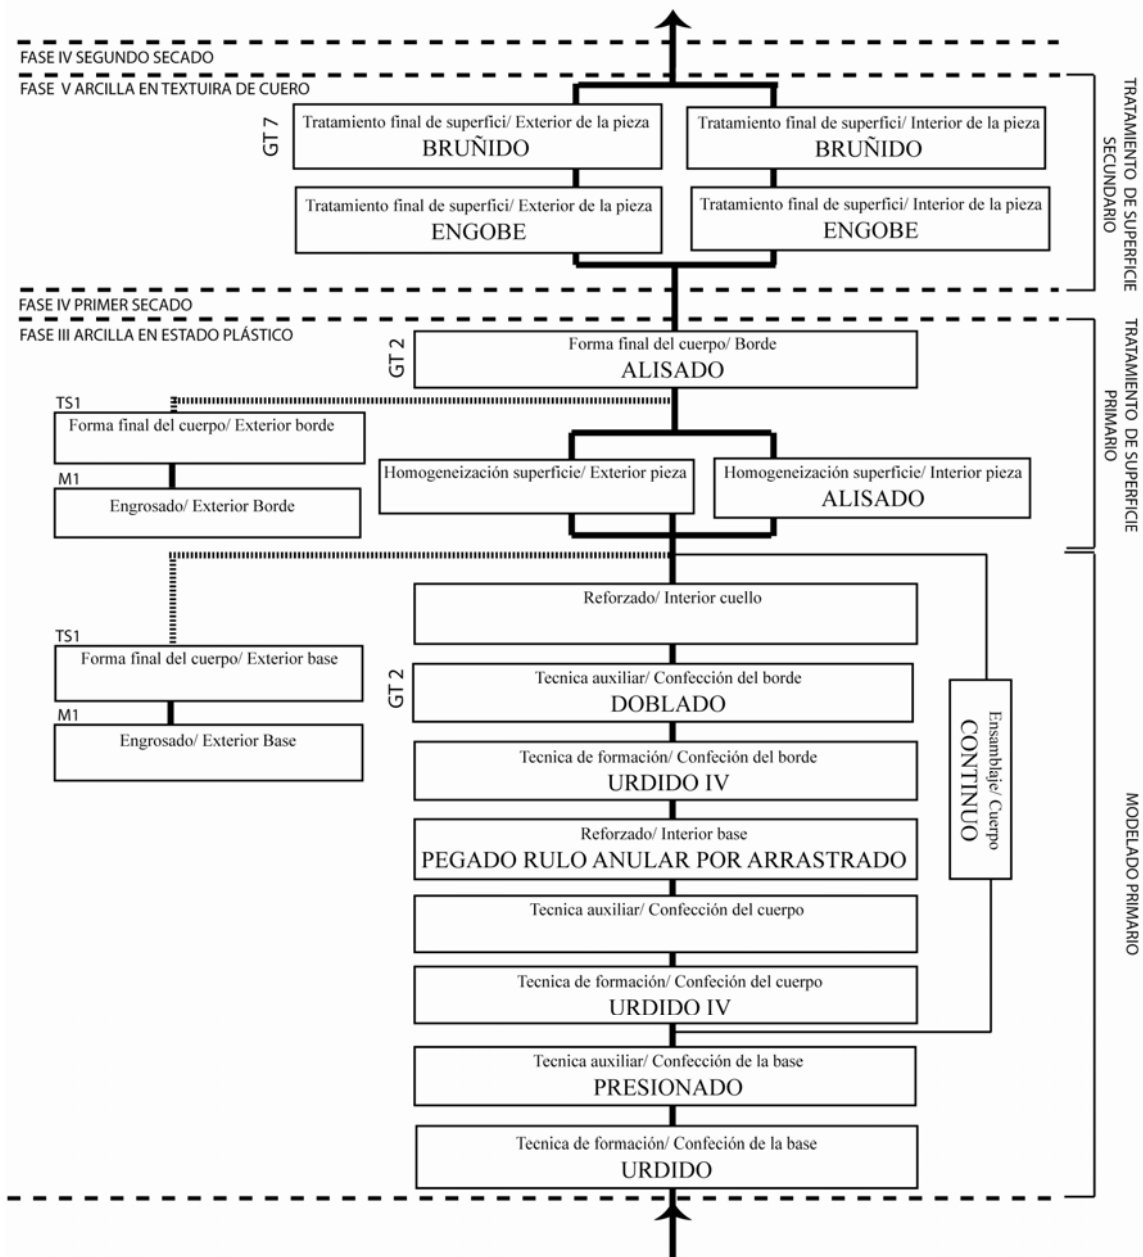 FASE IV SEGUNDO SECADO
FASE V ARCILLA EN TEXTUIRA DE CUERO
TRATAMIENTO DE SUPERFICIE
SECUNDARIO
GT 7
Tratamiento final de superfici/ Exterior de la pieza
BRUÑIDO
Tratamiento final de superfici/ Interior de la pieza
BRUÑIDO
Tratamiento final de superfici/ Exterior de la pieza
ENGOBE
Tratamiento final de superfici/ Interior de la pieza
ENGOBE
FASE IV PRIMER SECADO
FASE III ARCILLA EN ESTADO PLÁSTICO
TRATAMIENTO DE SUPERFICIE
PRIMARIO
GT 2
Forma final del cuerpo/ Borde
ALISADO
TS1
Forma final del cuerpo/ Exterior borde
Homogeneización superficie/ Exterior pieza
Homogeneización superficie/ Interior pieza
ALISADO
M1
Engrosado/ Exterior Borde
Reforzado/ Interior cuello
TS1
Forma final del cuerpo/ Exterior base
GT 2
Tecnica auxiliar/ Confección del borde
DOBLADO
M1
Engrosado/ Exterior Base
Tecnica de formación/ Confeción del borde
URDIDO IV
Ensamblaje/ Cuerpo
CONTINUO
MODELADO PRIMARIO
Reforzado/ Interior base
PEGADO RULO ANULAR POR ARRASTRADO
Tecnica auxiliar/ Confección del cuerpo
Tecnica de formación/ Confeción del cuerpo
URDIDO IV
Tecnica auxiliar/ Confección de la base
PRESIONADO
Tecnica de formación/ Confeción de la base
URDIDO